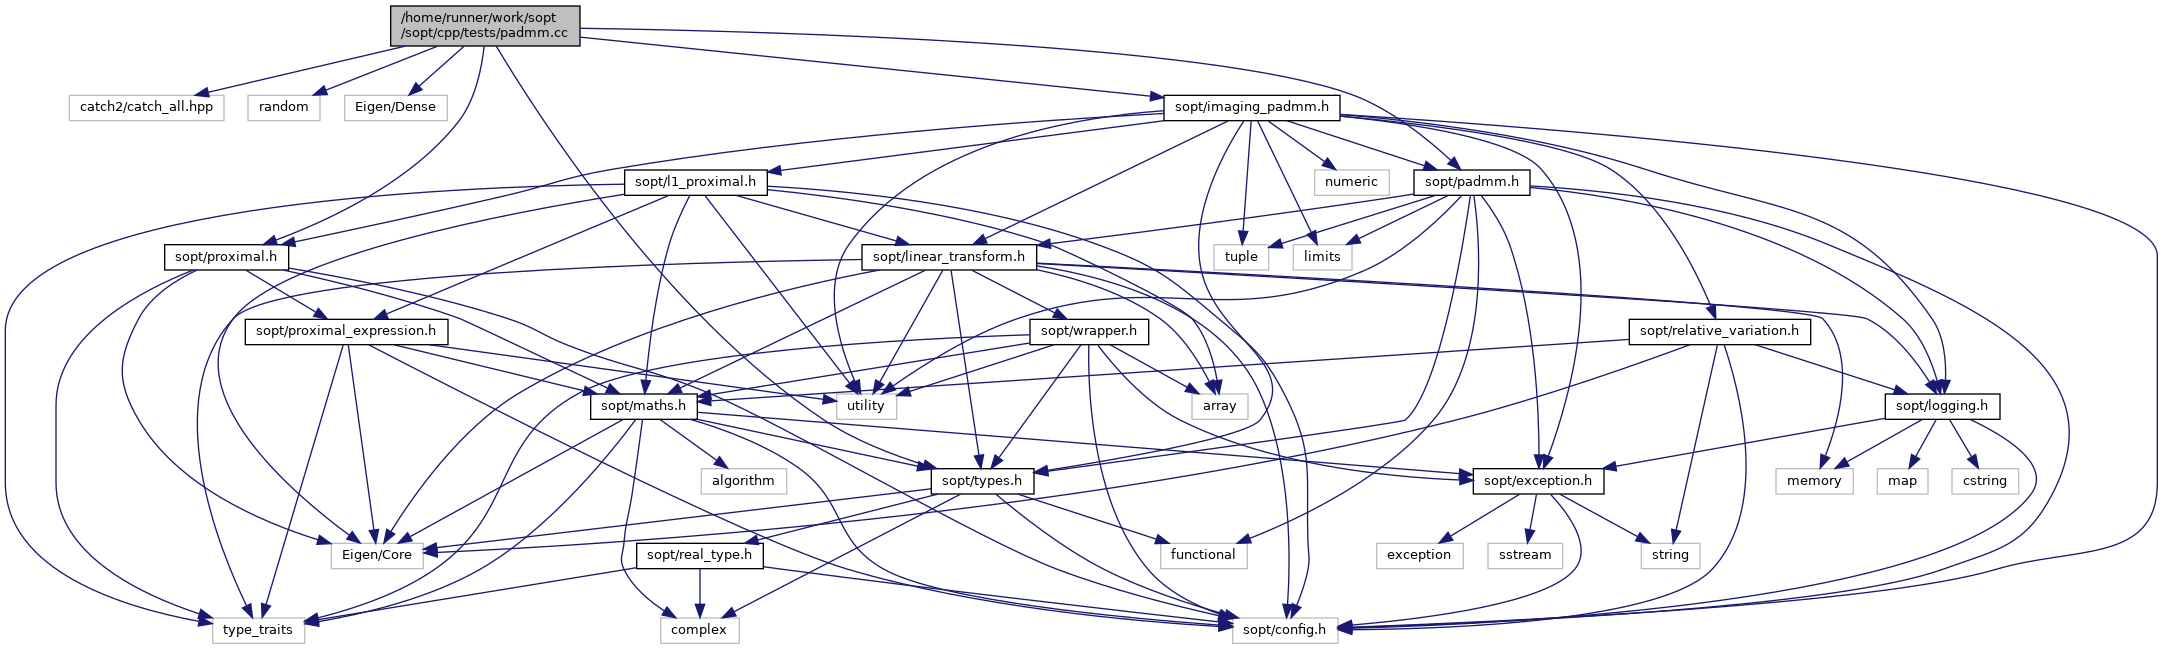 /home/runner/work/sopt
/sopt/cpp/tests/padmm.cc
catch2/catch_all.hpp
random
Eigen/Dense
sopt/imaging_padmm.h
sopt/l1_proximal.h
numeric
sopt/padmm.h
sopt/proximal.h
sopt/linear_transform.h
tuple
limits
sopt/proximal_expression.h
sopt/wrapper.h
sopt/relative_variation.h
sopt/maths.h
utility
array
sopt/logging.h
algorithm
sopt/types.h
sopt/exception.h
memory
map
cstring
Eigen/Core
sopt/real_type.h
functional
exception
sstream
string
type_traits
complex
sopt/config.h